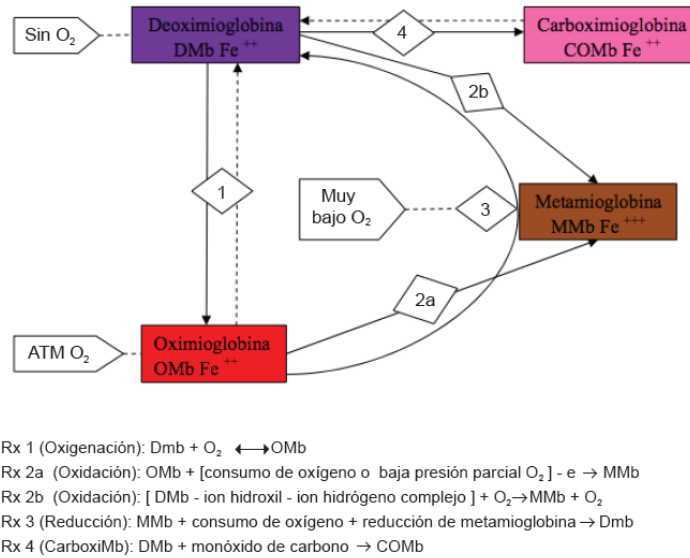 Sin O₂
Deoximioglobina
DMb Fe ⁺⁺
4
Carboximioglobina
COMb Fe ⁺⁺
2b
1
Muy
bajo O₂
3
Metamioglobina
MMb Fe ⁺⁺⁺
2a
ATM O₂
Oximioglobina
OMb Fe ⁺⁺
Rx 1 (Oxigenación): Dmb + O₂ ⟷ OMb
Rx 2a (Oxidación): OMb + [consumo de oxígeno o baja presión parcial O₂ ] - e → MMb
Rx 2b (Oxidación): [ DMb - ion hidroxil - ion hidrógeno complejo ] + O₂→ MMb + O₂
Rx 3 (Reducción): MMb + consumo de oxígeno + reducción de metamioglobina → Dmb
Rx 4 (CarboxiMb): DMb + monóxido de carbono → COMb